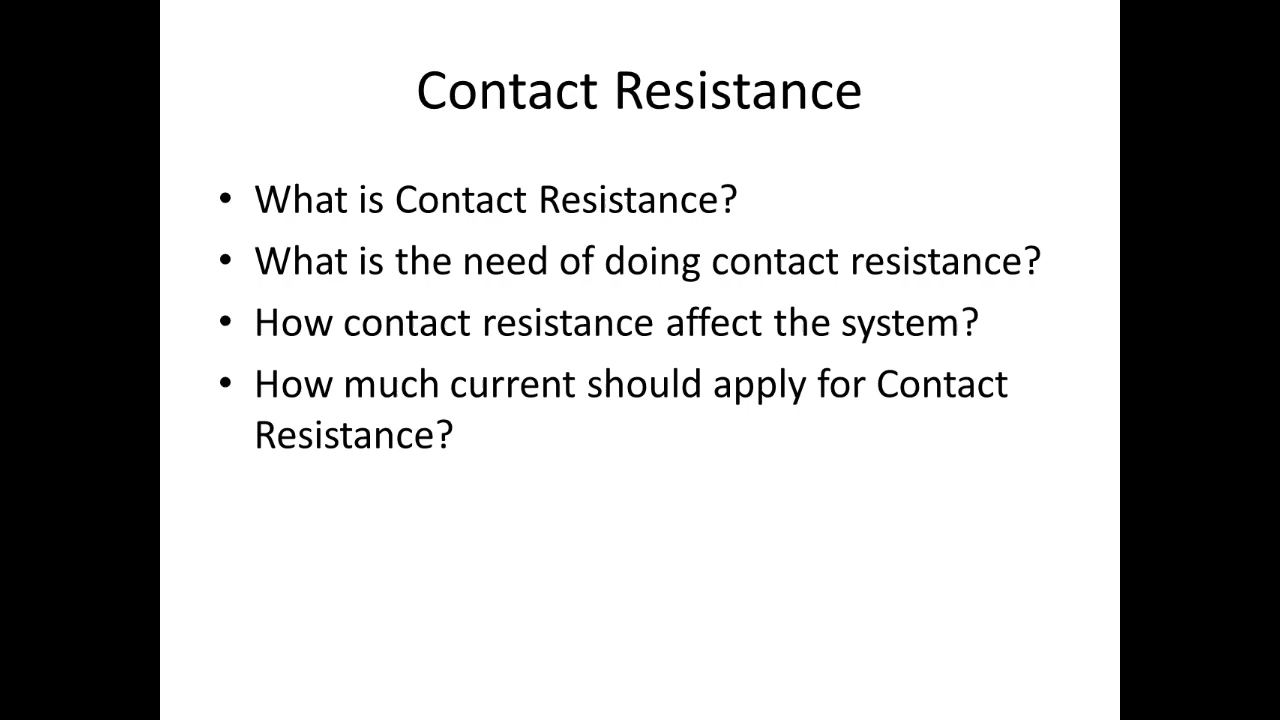 Contact Resistance
• What is Contact Resistance?
• What is the need of doing contact resistance?
• How contact resistance affect the system?
• How much current should apply for Contact
Resistance?